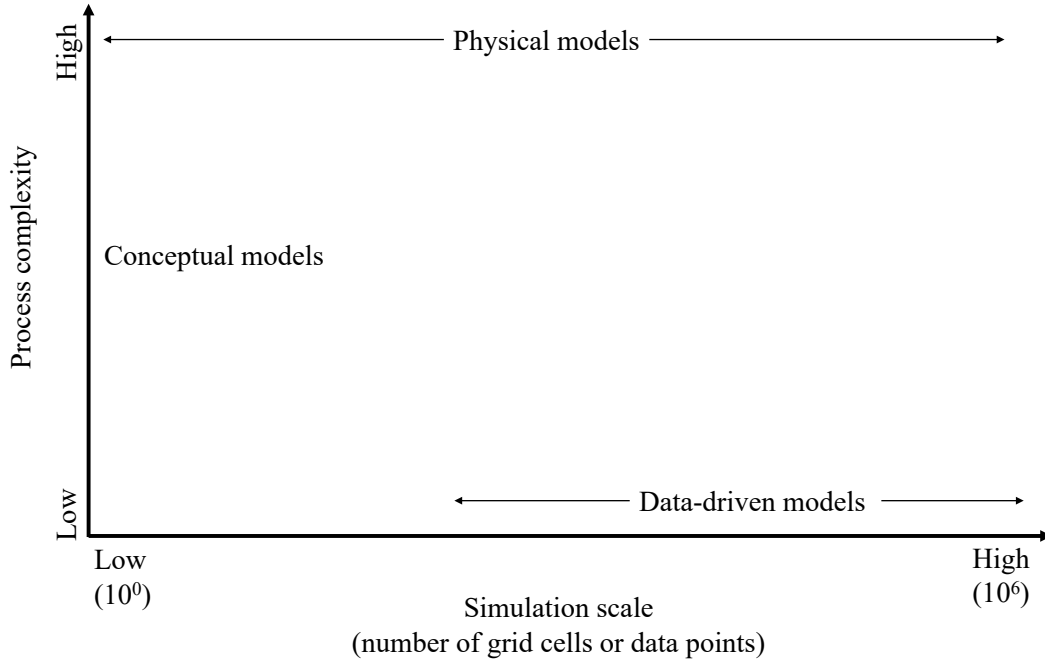 High
Physical models
Process complexity
Conceptual models
Low
Data-driven models
Low
(10⁰)
High
(10⁶)
Simulation scale
(number of grid cells or data points)